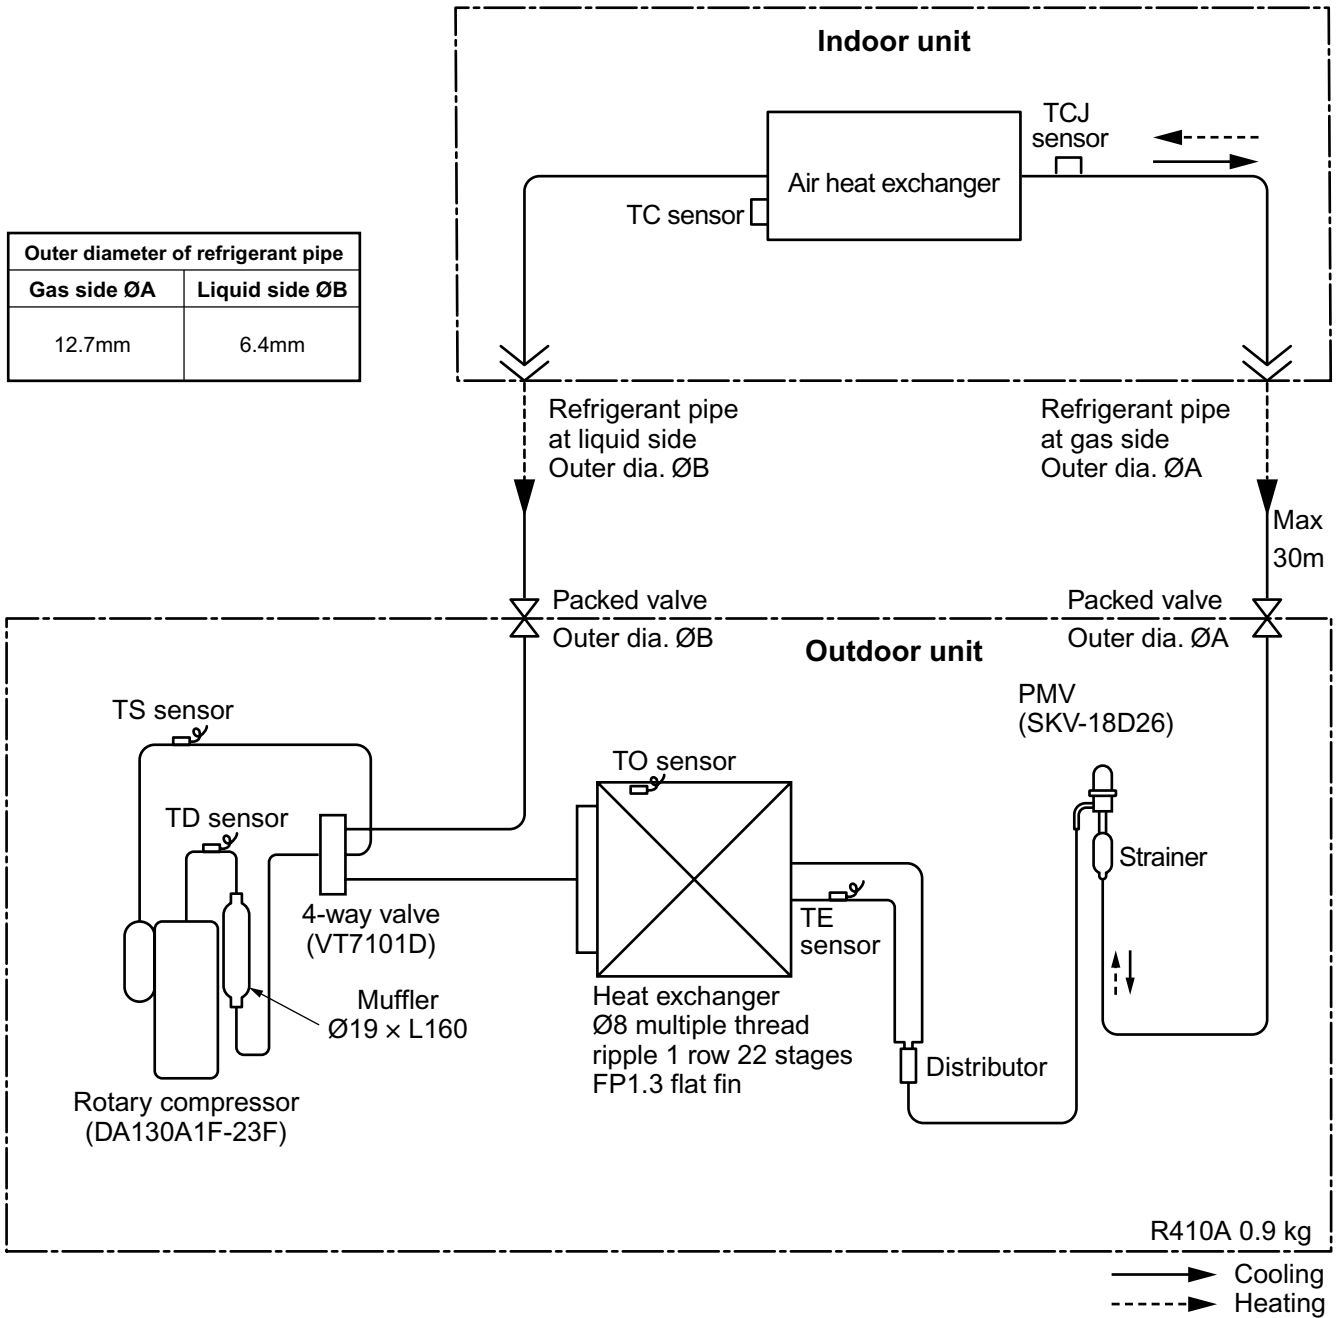 Indoor unit
TCJ
sensor
Air heat exchanger
TC sensor
Outer diameter of refrigerant pipe
Gas side ØA
Liquid side ØB
12.7mm
6.4mm
Refrigerant pipe
at liquid side
Outer dia. ØB
Refrigerant pipe
at gas side
Outer dia. ØA
Max
30m
Packed valve
Outer dia. ØB
Packed valve
Outer dia. ØA
Outdoor unit
PMV
(SKV-18D26)
TS sensor
TO sensor
TD sensor
Strainer
4-way valve
(VT7101D)
TE
sensor
Muffler
Ø19 × L160
Heat exchanger
Ø8 multiple thread
ripple 1 row 22 stages
FP1.3 flat fin
Distributor
Rotary compressor
(DA130A1F-23F)
R410A 0.9 kg
Cooling
Heating